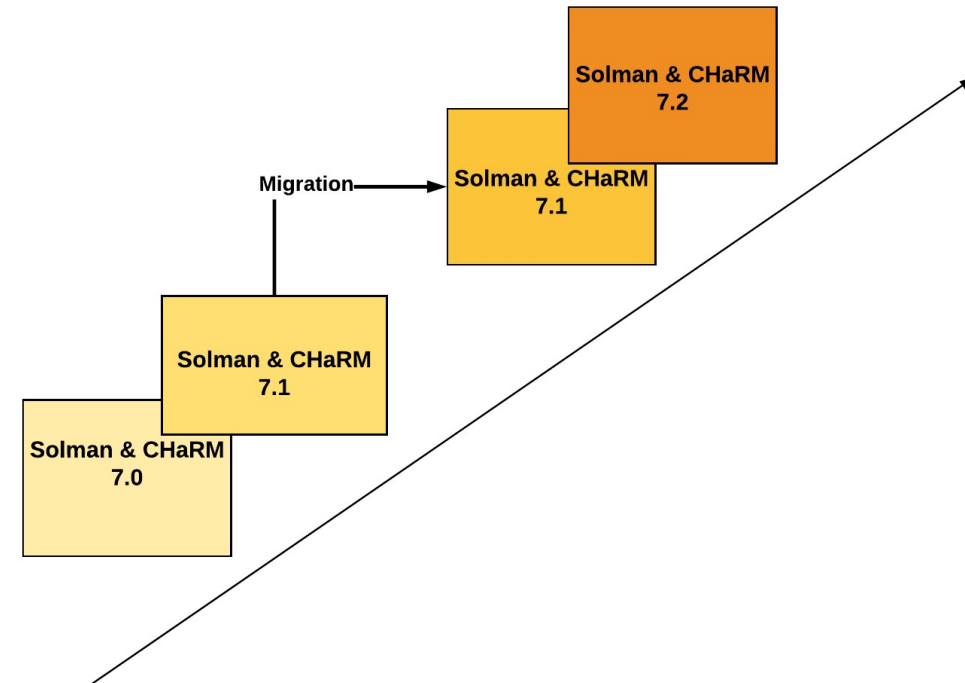 Solman & CHaRM
7.2
Solman & CHaRM
7.1
Migration
Solman & CHaRM
7.1
Solman & CHaRM
7.0